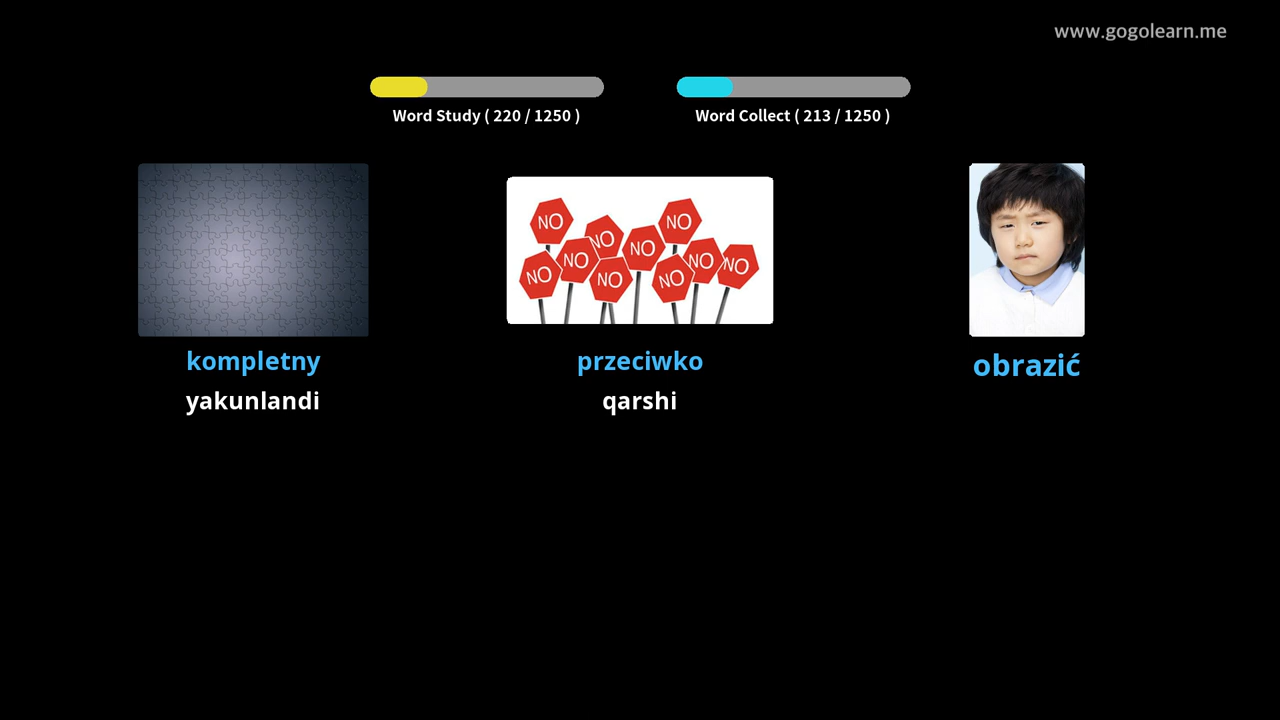 www.gogolearn.me
Word Study ( 220 / 1250 )
Word Collect ( 213 / 1250 )
NO
NO
NO
NO
NO
NO
NO
NO
NO
NO
kompletny
yakunlandi
przeciwko
qarshi
obrazić